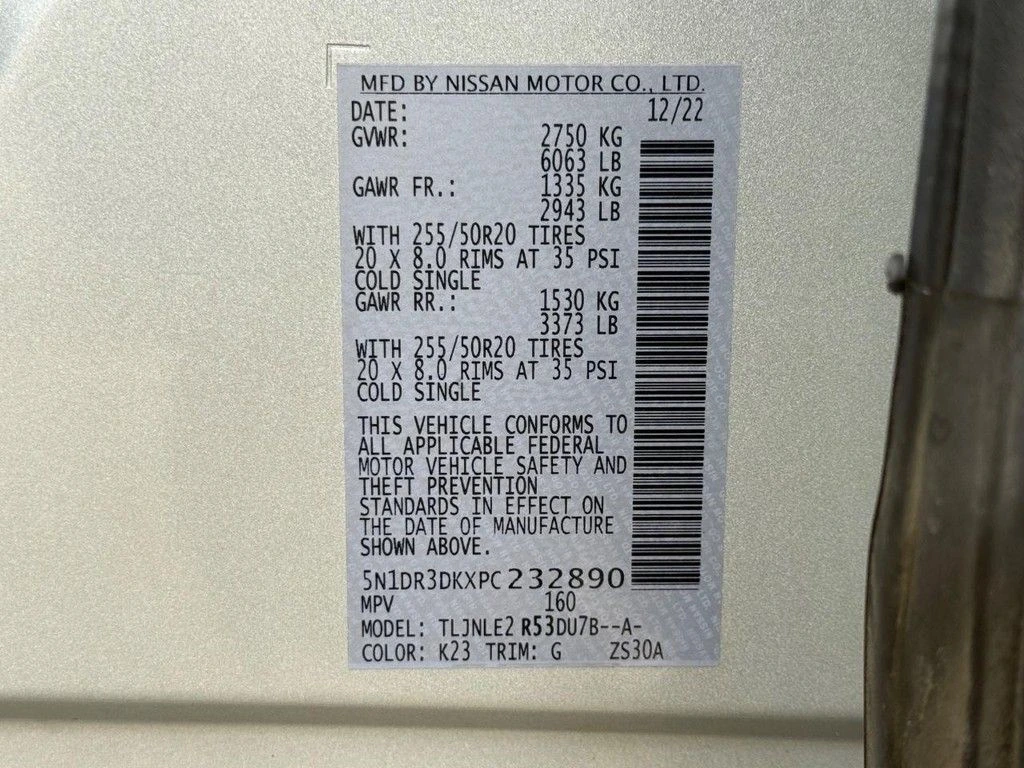 MFD BY NISSAN MOTOR CO., LTD.
DATE: 12/22
GVWR: 2750 KG
6063 LB
GAWR FR.: 1335 KG
2943 LB
WITH 255/50R20 TIRES
20 X 8.0 RIMS AT 35 PSI
COLD SINGLE
GAWR RR.: 1530 KG
3373 LB
WITH 255/50R20 TIRES
20 X 8.0 RIMS AT 35 PSI
COLD SINGLE
THIS VEHICLE CONFORMS TO
ALL APPLICABLE FEDERAL
MOTOR VEHICLE SAFETY AND
THEFT PREVENTION
STANDARDS IN EFFECT ON
THE DATE OF MANUFACTURE
SHOWN ABOVE.
5N1DR3DKXPC232890
MPV 160
MODEL: TLJNLE2 R53DU7B--A-
COLOR: K23 TRIM: G ZS30A